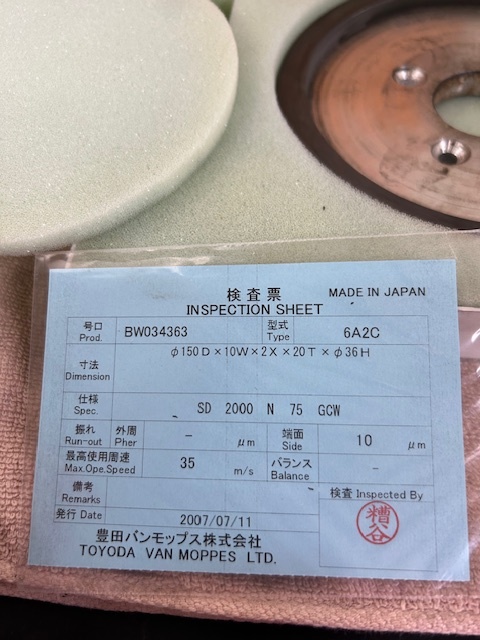 検査票 MADE IN JAPAN
INSPECTION SHEET
号口 Prod. BW034363 型式 Type 6A2C
寸法 Dimension φ150D×10W×2X×20T×φ36H
仕様 Spec. SD 2000 N 75 GCW
振れ Run-out 外周 Pher － μm 端面 Side 10 μm
最高使用周速 Max.Ope.Speed 35 m/s バランス Balance －
備考 Remarks 検査 Inspected By
発行 Date 2007/07/11 糟谷
豊田バンモップス株式会社
TOYODA VAN MOPPES LTD.